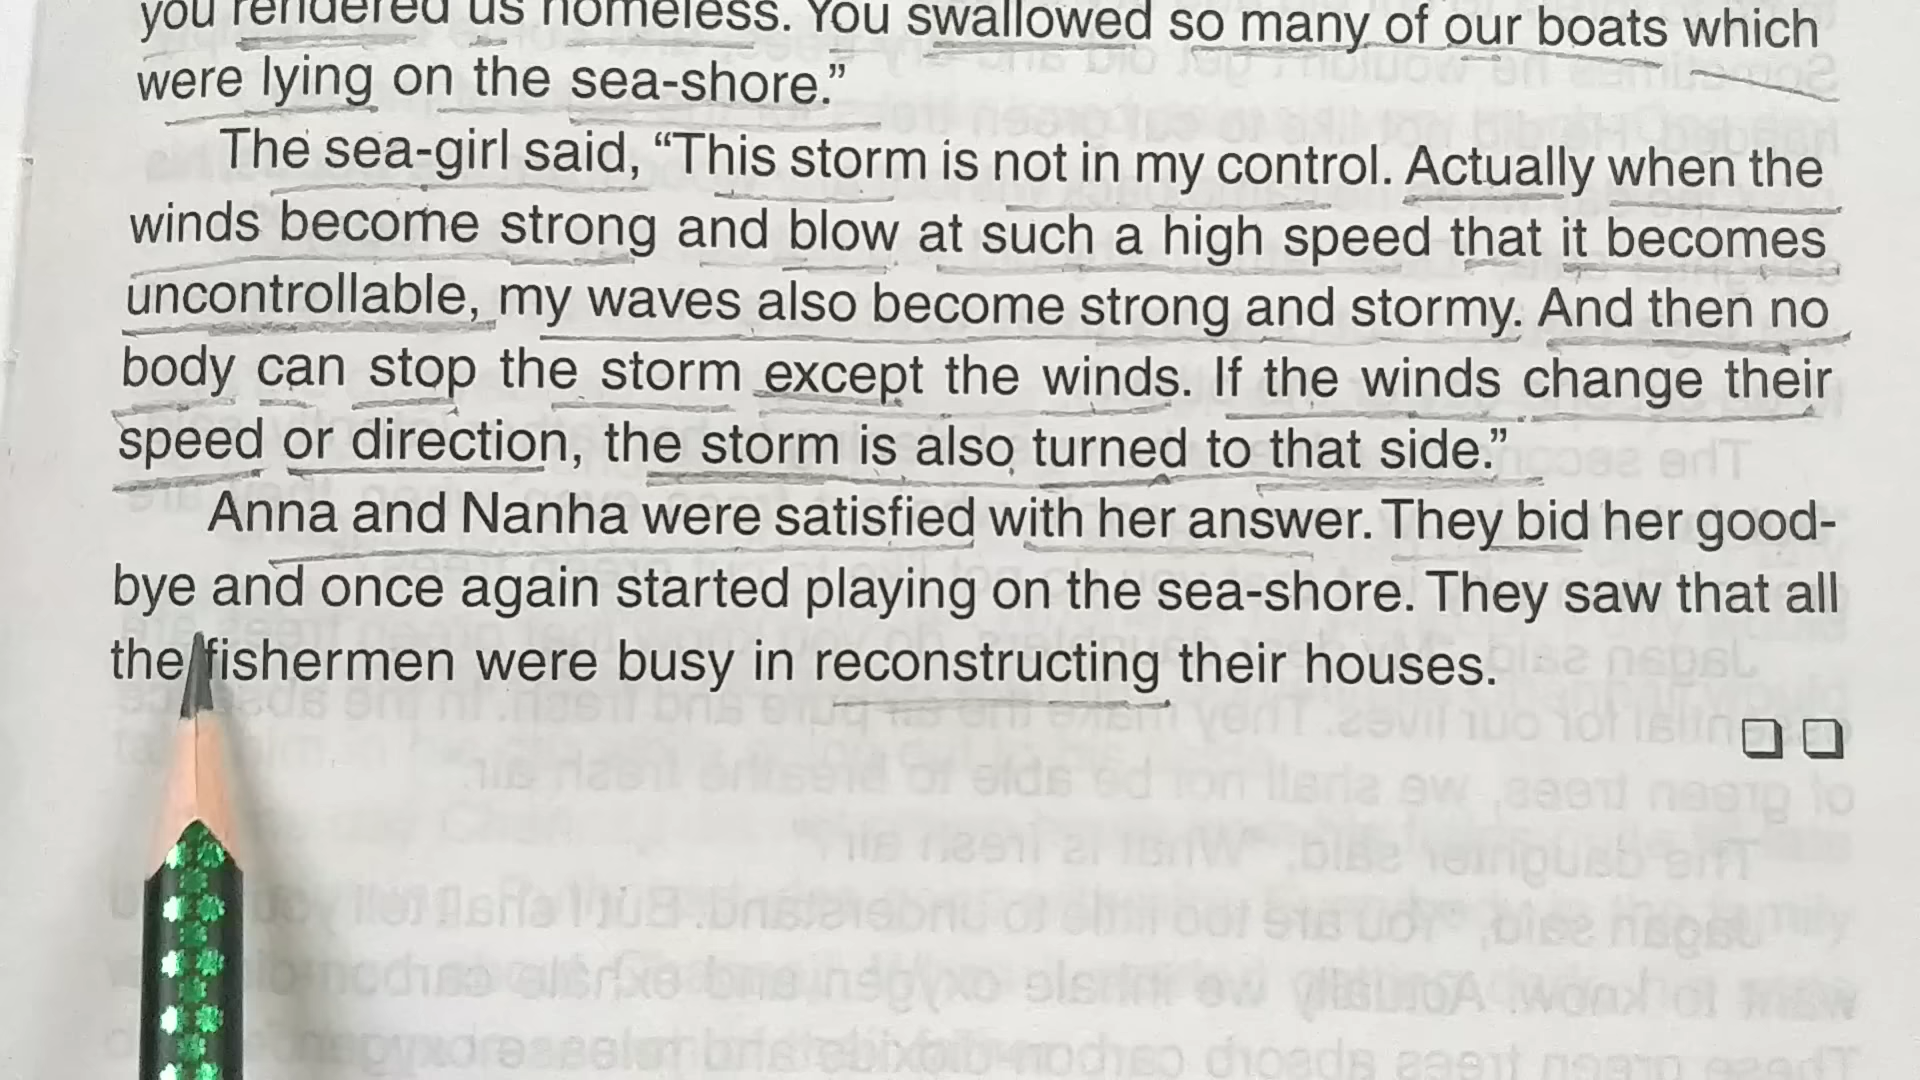 you rendered us homeless. You swallowed so many of our boats which
were lying on the sea-shore.”
The sea-girl said, “This storm is not in my control. Actually when the
winds become strong and blow at such a high speed that it becomes
uncontrollable, my waves also become strong and stormy. And then no
body can stop the storm except the winds. If the winds change their
speed or direction, the storm is also turned to that side.”
Anna and Nanha were satisfied with her answer. They bid her good-
bye and once again started playing on the sea-shore. They saw that all
the fishermen were busy in reconstructing their houses.